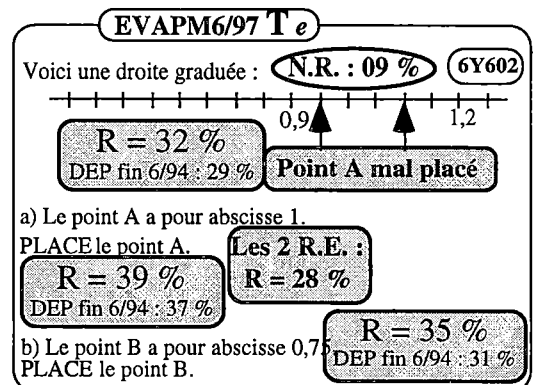 EVAPM6/97 T e
Voici une droite graduée : N.R. : 09 % 6Y602
0,9 1,2
R = 32 %
DEP fin 6/94 : 29 %
Point A mal placé
a) Le point A a pour abscisse 1.
PLACE le point A.
Les 2 R.E. :
R = 28 %
R = 39 %
DEP fin 6/94 : 37 %
b) Le point B a pour abscisse 0,75
PLACE le point B.
R = 35 %
DEP fin 6/94 : 31 %